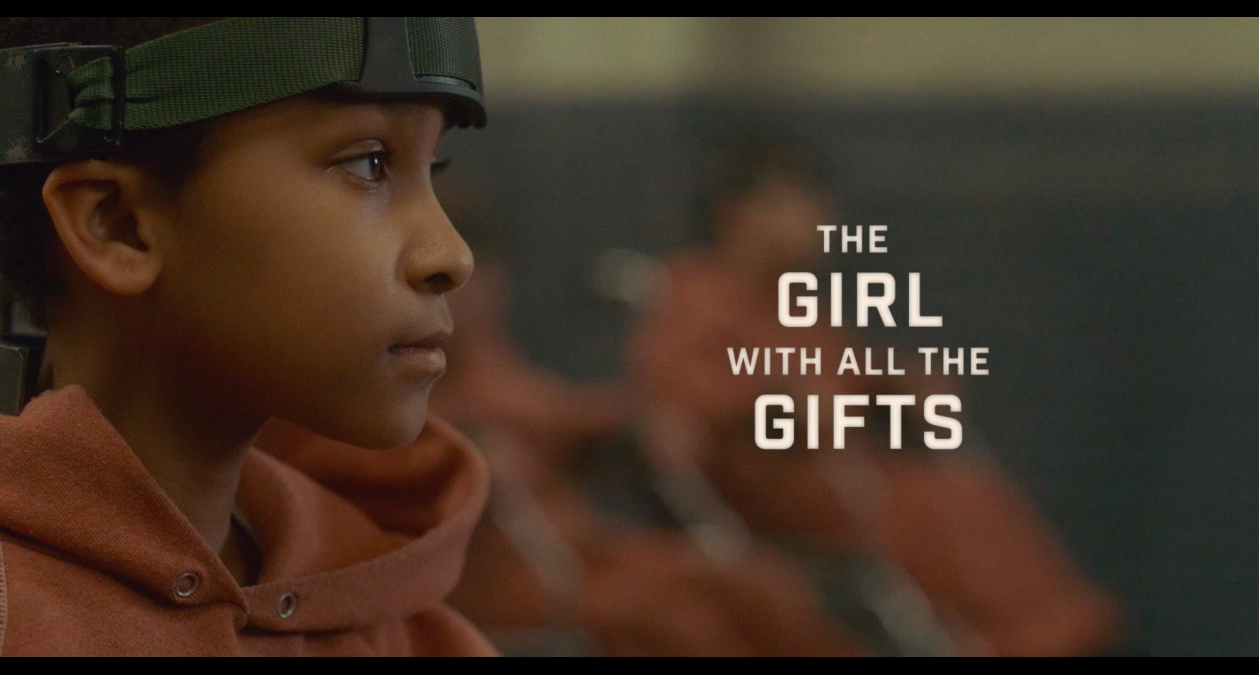 THE
GIRL
WITH ALL THE
GIFTS